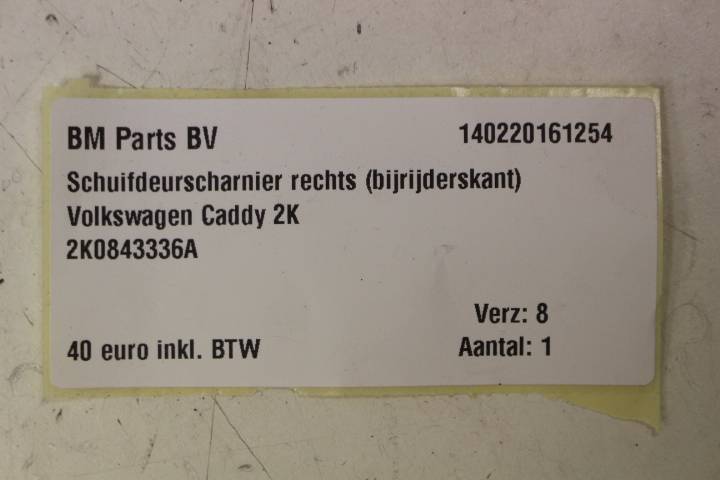 BM Parts BV 140220161254
Schuifdeurscharnier rechts (bijrijderskant)
Volkswagen Caddy 2K
2K0843336A
Verz: 8
40 euro inkl. BTW Aantal: 1